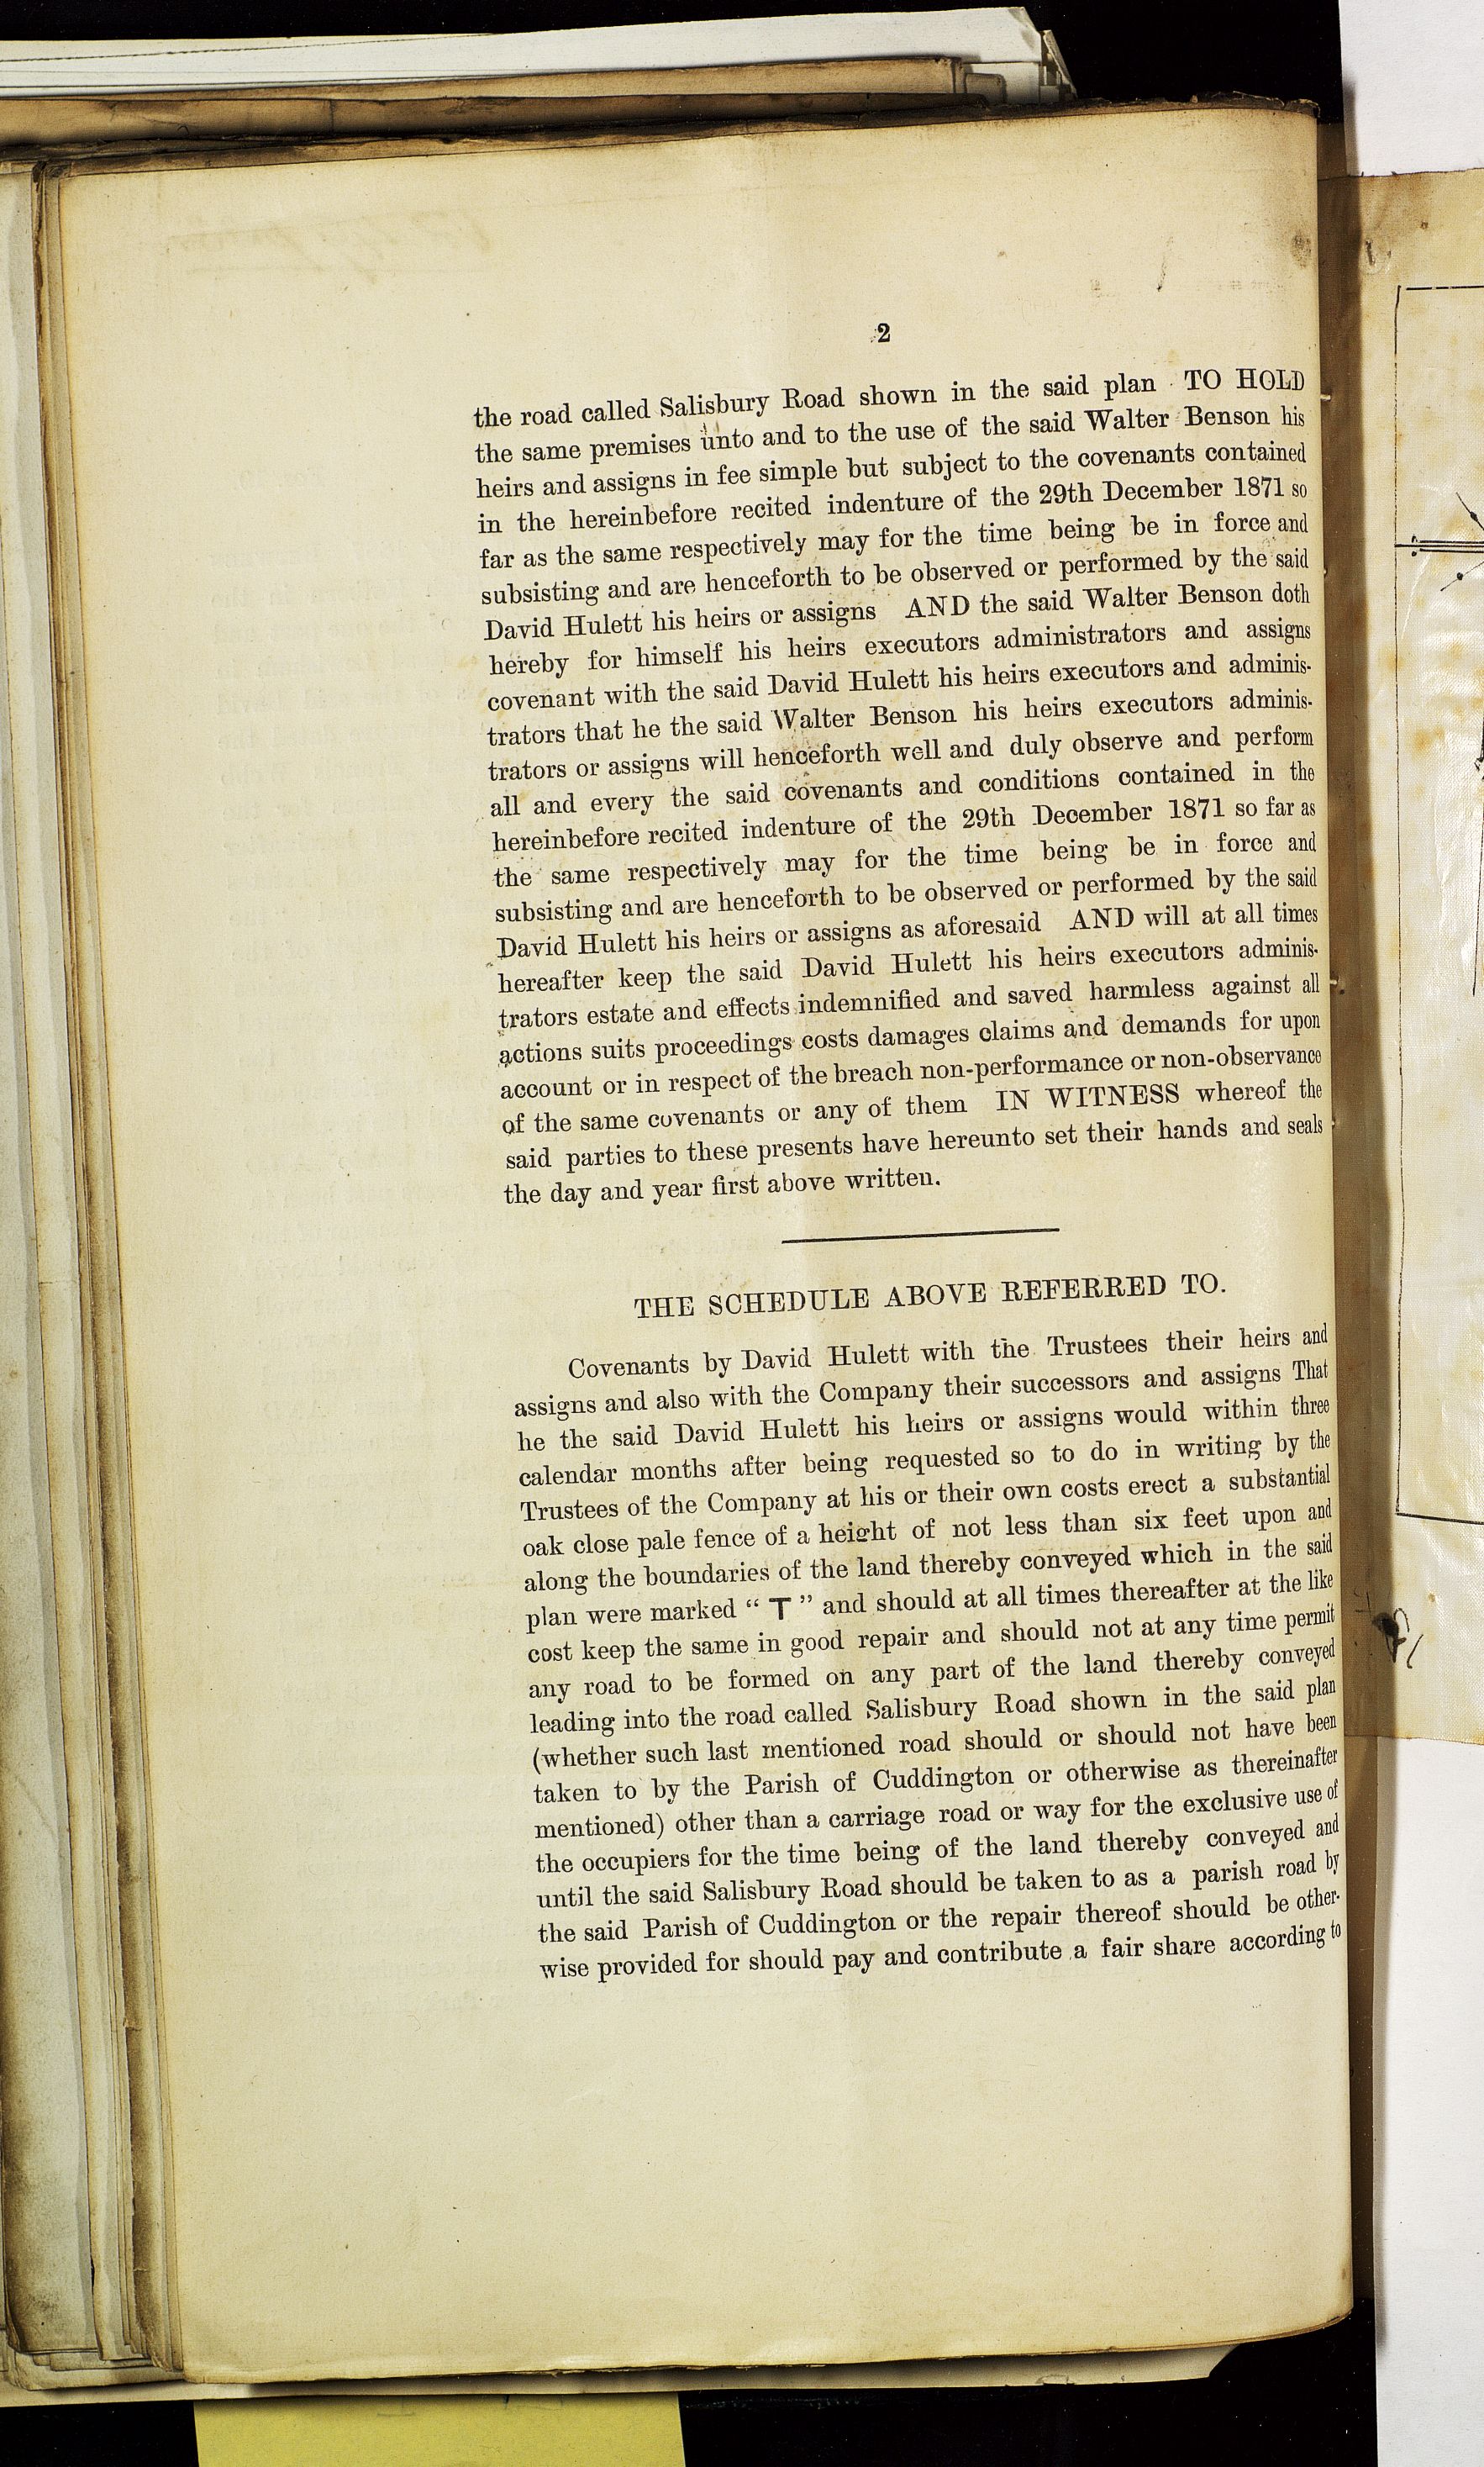 2
the road called Salisbury Road shown in the said plan TO HOLD
the same premises unto and to the use of the said Walter Benson his
heirs and assigns in fee simple but subject to the covenants contained
in the hereinbefore recited indenture of the 29th December 1871 so
far as the same respectively may for the time being be in force and
subsisting and are henceforth to be observed or performed by the said
David Hulett his heirs or assigns AND the said Walter Benson doth
hereby for himself his heirs executors administrators and assigns
covenant with the said David Hulett his heirs executors and adminis-
trators that he the said Walter Benson his heirs executors adminis-
trators or assigns will henceforth well and duly observe and perform
all and every the said covenants and conditions contained in the
hereinbefore recited indenture of the 29th December 1871 so far as
the same respectively may for the time being be in force and
subsisting and are henceforth to be observed or performed by the said
David Hulett his heirs or assigns as aforesaid AND will at all times
hereafter keep the said David Hulett his heirs executors adminis-
trators estate and effects indemnified and saved harmless against all
actions suits proceedings costs damages claims and demands for upon
account or in respect of the breach non-performance or non-observance
of the same covenants or any of them IN WITNESS whereof the
said parties to these presents have hereunto set their hands and seals
the day and year first above written.
THE SCHEDULE ABOVE REFERRED TO.
Covenants by David Hulett with the Trustees their heirs and
assigns and also with the Company their successors and assigns That
he the said David Hulett his heirs or assigns would within three
calendar months after being requested so to do in writing by the
Trustees of the Company at his or their own costs erect a substantial
oak close pale fence of a height of not less than six feet upon and
along the boundaries of the land thereby conveyed which in the said
plan were marked "T" and should at all times thereafter at the like
cost keep the same in good repair and should not at any time permit
any road to be formed on any part of the land thereby conveyed
leading into the road called Salisbury Road shown in the said plan
(whether such last mentioned road should or should not have been
taken to by the Parish of Cuddington or otherwise as thereinafter
mentioned) other than a carriage road or way for the exclusive use of
the occupiers for the time being of the land thereby conveyed and
until the said Salisbury Road should be taken to as a parish road by
the said Parish of Cuddington or the repair thereof should be other-
wise provided for should pay and contribute a fair share according to